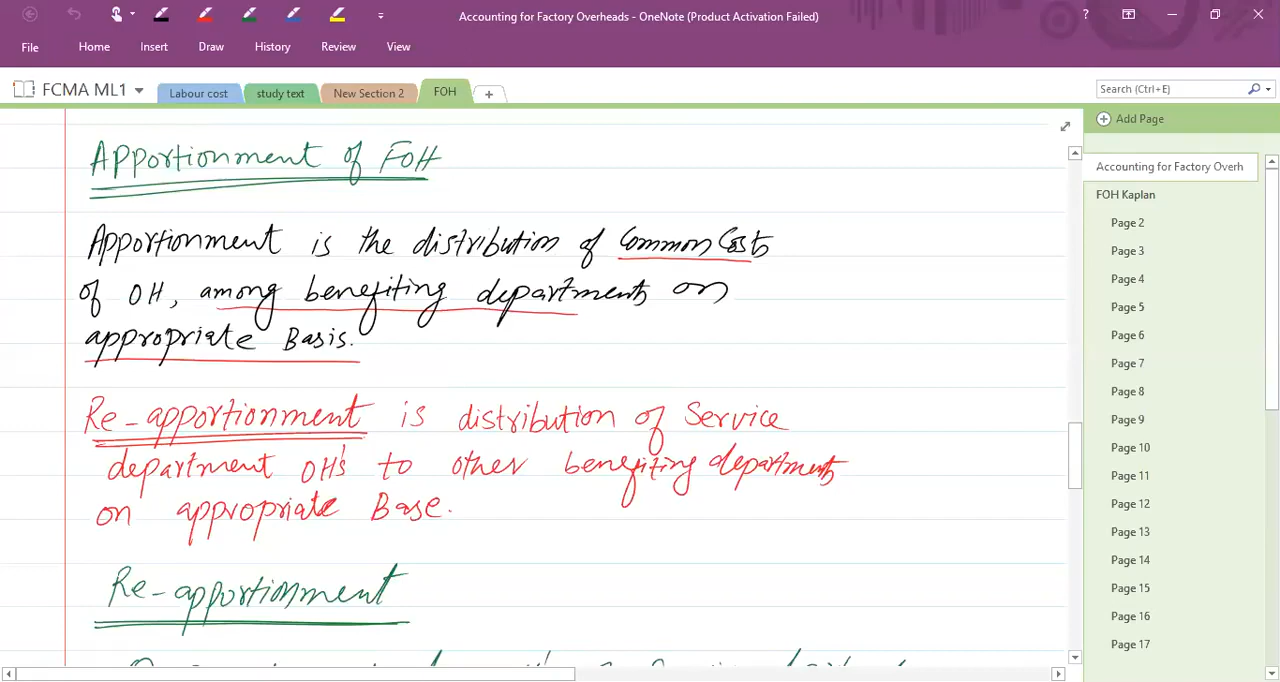 Accounting for Factory Overheads - OneNote (Product Activation Failed)
?
File Home Insert Draw History Review View
FCMA ML1 Labour cost study text New Section 2 FOH +
Search (Ctrl+E)
Add Page
Apportionment of FOH
Apportionment is the distribution of Common Costs
of OH, among benefiting departments on
appropriate Basis.
Re-apportionment is distribution of Service
department OH's to other benefiting departments
on appropriate Base.
Re-apportionment
Accounting for Factory Overh
FOH Kaplan
Page 2
Page 3
Page 4
Page 5
Page 6
Page 7
Page 8
Page 9
Page 10
Page 11
Page 12
Page 13
Page 14
Page 15
Page 16
Page 17